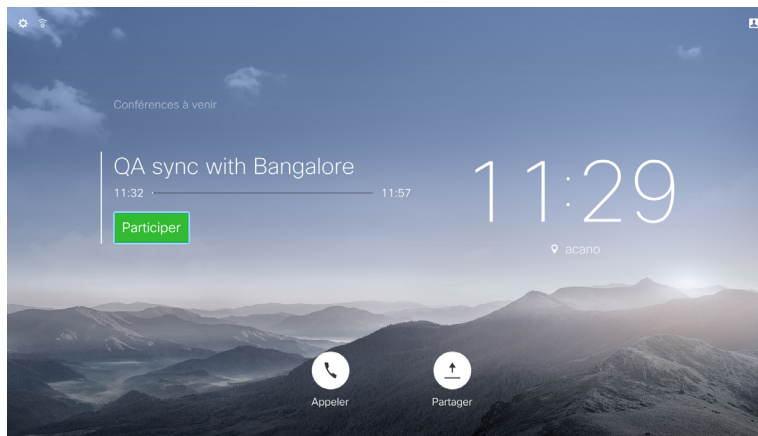 Conférences à venir
QA sync with Bangalore
11:32
11:57
Participer
11:29
acano
Appeler
Partager